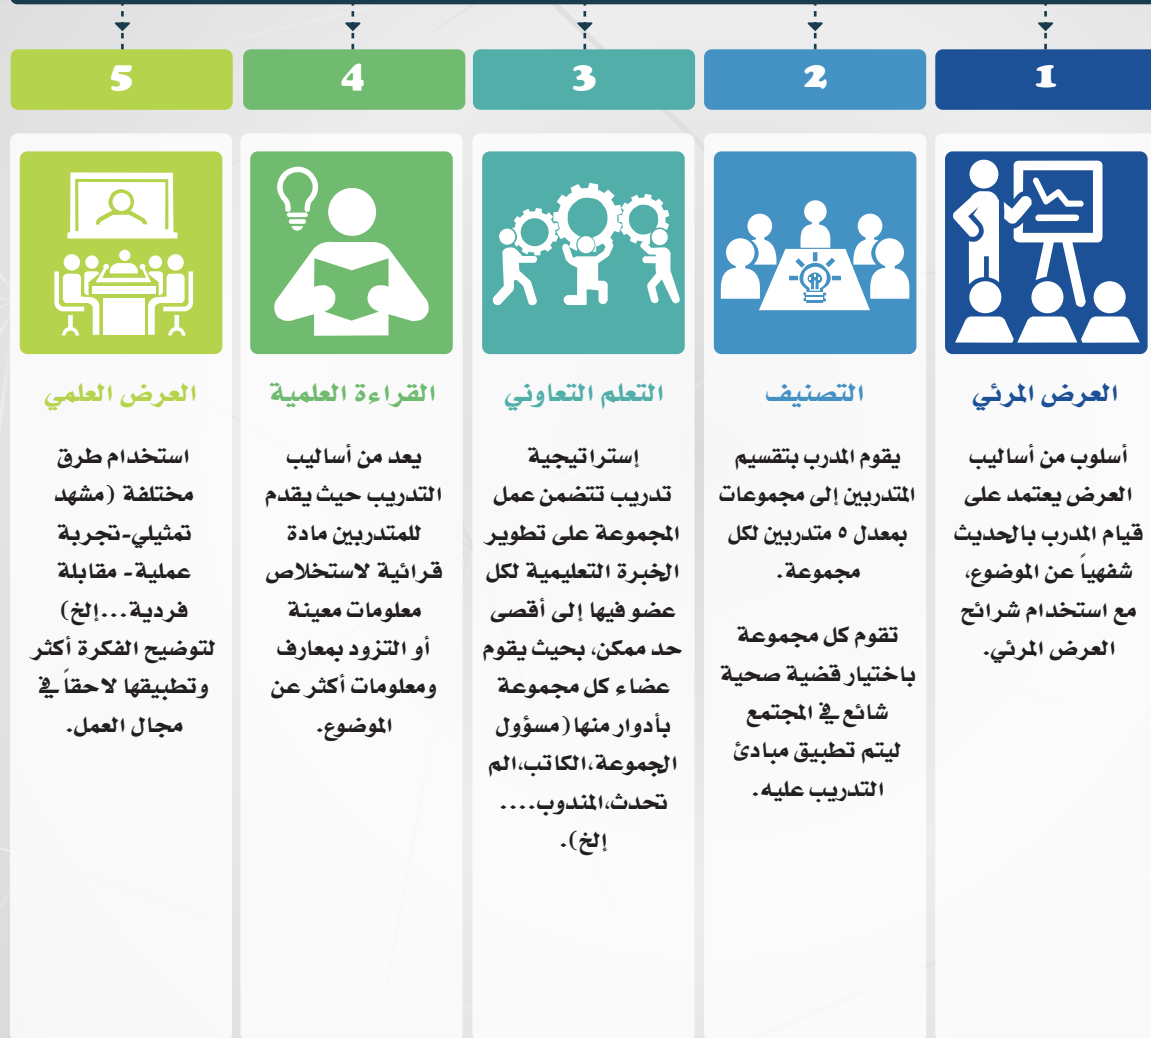 1
العرض المرئي
أسلوب من أساليب
العرض يعتمد على
قيام المدرب بالحديث
شفهياً عن الموضوع،
مع استخدام شرائح
العرض المرئي.
2
التصنيف
يقوم المدرب بتقسيم
المتدربين إلى مجموعات
بمعدل ٥ متدربين لكل
مجموعة.
تقوم كل مجموعة
باختيار قضية صحية
شائع في المجتمع
ليتم تطبيق مبادئ
التدريب عليه.
3
التعلم التعاوني
إستراتيجية
تدريب تتضمن عمل
المجموعة على تطوير
الخبرة التعليمية لكل
عضو فيها إلى أقصى
حد ممكن، بحيث يقوم
عضاء كل مجموعة
بأدوار منها (مسؤول
الجموعة،الكاتب،الم
تحدث،المندوب....
إلخ).
4
القراءة العلمية
يعد من أساليب
التدريب حيث يقدم
للمتدربين مادة
قرائية لاستخلاص
معلومات معينة
أو التزود بمعارف
ومعلومات أكثر عن
الموضوع.
5
العرض العلمي
استخدام طرق
مختلفة (مشهد
تمثيلي-تجربة
عملية- مقابلة
فردية...إلخ)
لتوضيح الفكرة أكثر
وتطبيقها لاحقاً في
مجال العمل.